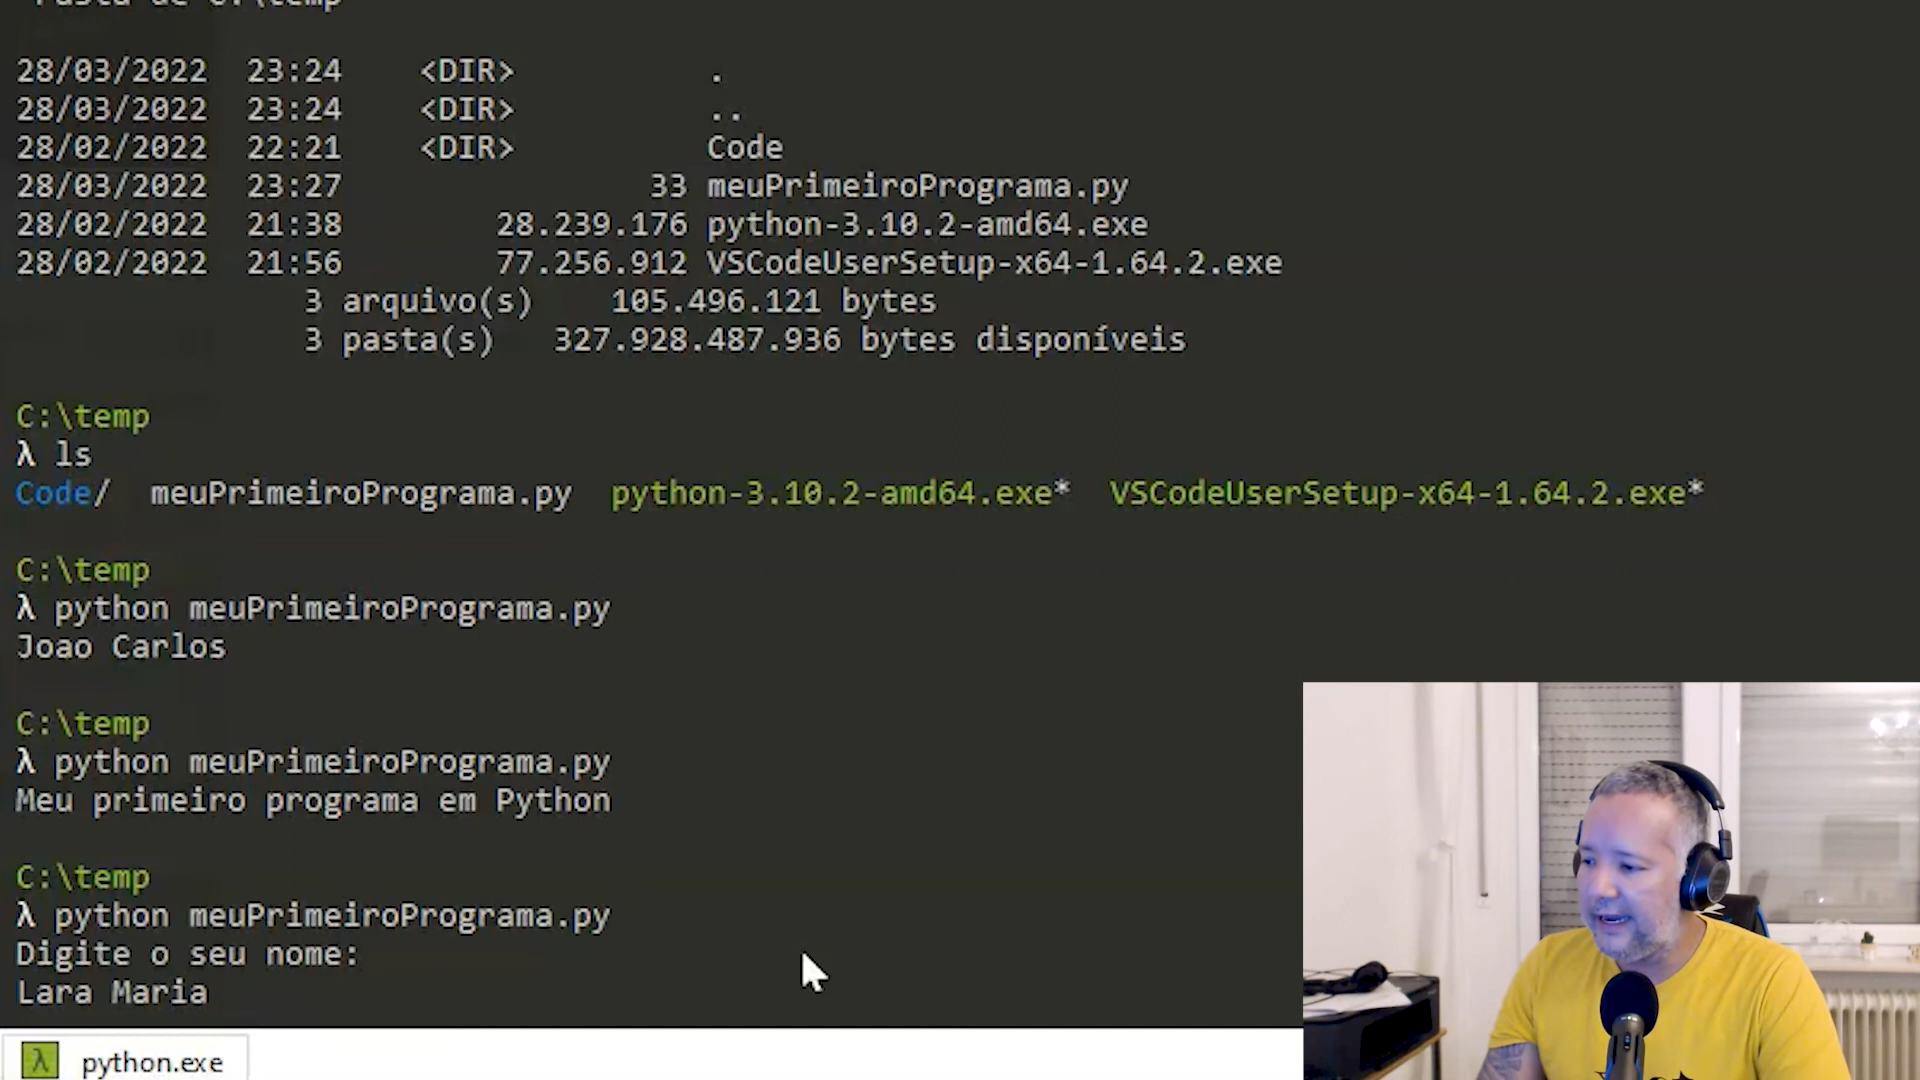 Pasta de C:\temp
28/03/2022 23:24 <DIR> .
28/03/2022 23:24 <DIR> ..
28/02/2022 22:21 <DIR> Code
28/03/2022 23:27 33 meuPrimeiroPrograma.py
28/02/2022 21:38 28.239.176 python-3.10.2-amd64.exe
28/02/2022 21:56 77.256.912 VSCodeUserSetup-x64-1.64.2.exe
3 arquivo(s) 105.496.121 bytes
3 pasta(s) 327.928.487.936 bytes disponíveis
C:\temp
λ ls
Code/ meuPrimeiroPrograma.py python-3.10.2-amd64.exe* VSCodeUserSetup-x64-1.64.2.exe*
C:\temp
λ python meuPrimeiroPrograma.py
Joao Carlos
C:\temp
λ python meuPrimeiroPrograma.py
Meu primeiro programa em Python
C:\temp
λ python meuPrimeiroPrograma.py
Digite o seu nome:
Lara Maria
λ python.exe